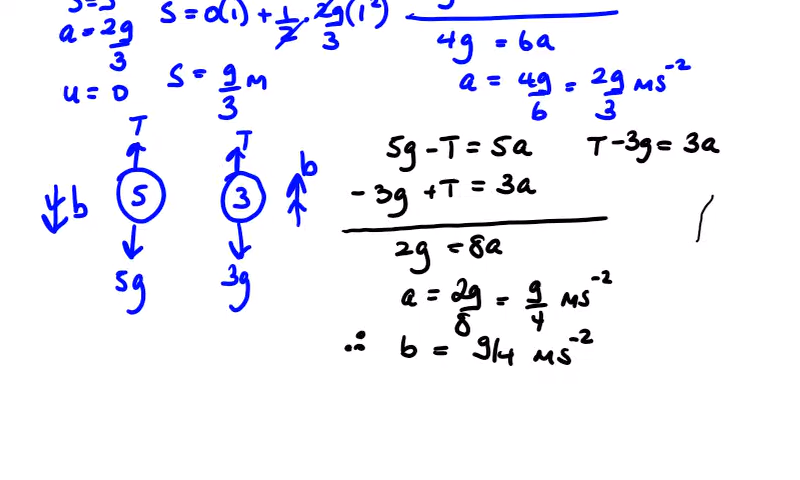 S = 0(1) + 1/2 · 2g/3 (1²)
a = 2g/3
4g = 6a
u = 0
S = g/3 m
a = 4g/6 = 2g/3 ms⁻²
T T
5g - T = 5a T - 3g = 3a
b 5 3 b
- 3g + T = 3a
5g 3g
2g = 8a
a = 2g/8 = g/4 ms⁻²
∴ b = g/4 ms⁻²